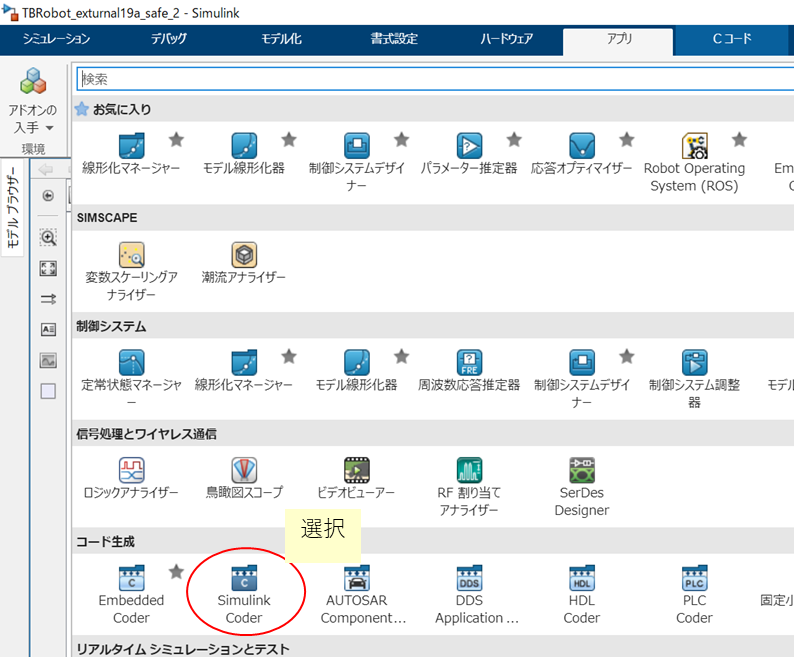 TBRobot_exturnal19a_safe_2 - Simulink
シミュレーション デバッグ モデル化 書式設定 ハードウェア アプリ C コード
アドオンの
入手
環境
モデル ブラウザー
検索
お気に入り
線形化マネージャー モデル線形化器 制御システムデザイ
ナー
パラメーター推定器 応答オプティマイザー Robot Operating
System (ROS)
Em
C
SIMSCAPE
変数スケーリングア
ナライザー
潮流アナライザー
制御システム
定常状態マネージャ
ー
線形化マネージャー モデル線形化器 周波数応答推定器 制御システムデザイ
ナー
制御システム調整
器
モデル
FRE
信号処理とワイヤレス通信
ロジックアナライザー 鳥瞰図スコープ ビデオビューアー RF 割り当て
アナライザー
SerDes
Designer
選択
コード生成
C C DDS HDL PLC
Embedded
Coder
Simulink
Coder
AUTOSAR
Component...
DDS
Application ...
HDL
Coder
PLC
Coder
固定小
リアルタイム シミュレーションとテスト